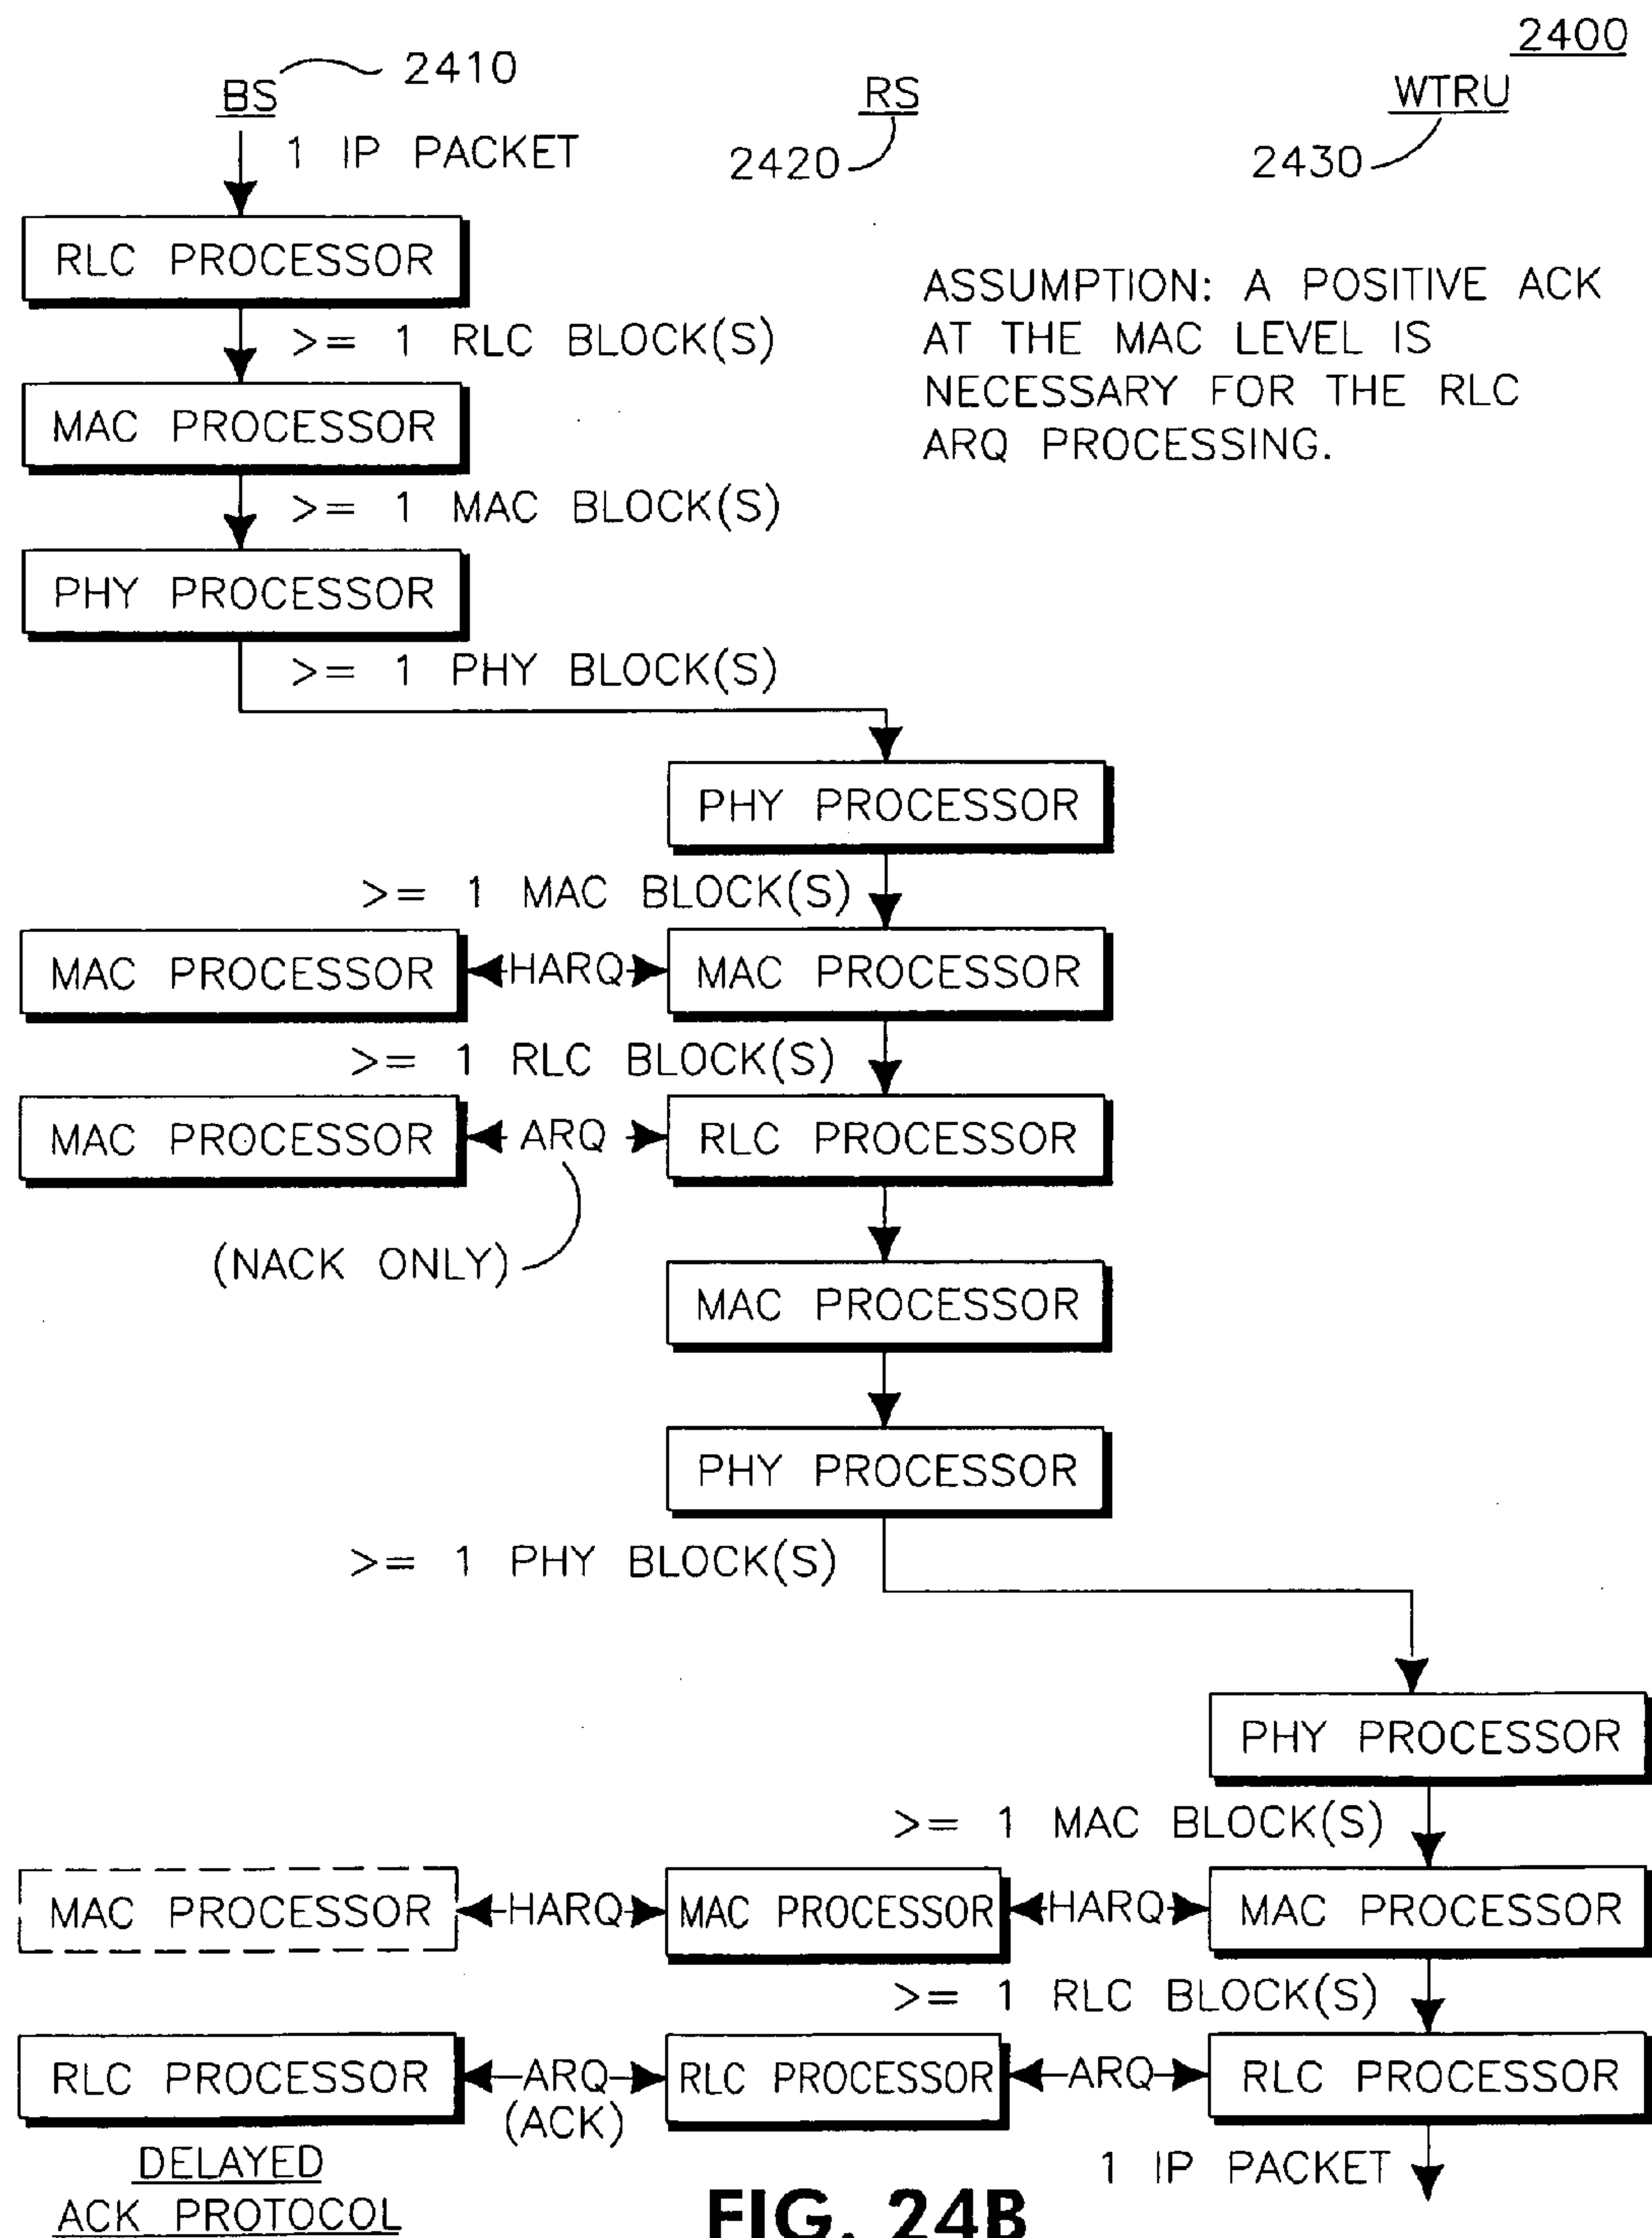 2400
BS 2410
RS
WTRU
1 IP PACKET
2420
2430
RLC PROCESSOR
ASSUMPTION: A POSITIVE ACK
AT THE MAC LEVEL IS
NECESSARY FOR THE RLC
ARQ PROCESSING.
>= 1 RLC BLOCK(S)
MAC PROCESSOR
>= 1 MAC BLOCK(S)
PHY PROCESSOR
>= 1 PHY BLOCK(S)
PHY PROCESSOR
>= 1 MAC BLOCK(S)
MAC PROCESSOR HARQ MAC PROCESSOR
>= 1 RLC BLOCK(S)
MAC PROCESSOR ARQ RLC PROCESSOR
(NACK ONLY)
MAC PROCESSOR
PHY PROCESSOR
>= 1 PHY BLOCK(S)
PHY PROCESSOR
>= 1 MAC BLOCK(S)
MAC PROCESSOR HARQ MAC PROCESSOR HARQ MAC PROCESSOR
>= 1 RLC BLOCK(S)
RLC PROCESSOR ARQ RLC PROCESSOR ARQ RLC PROCESSOR
(ACK)
1 IP PACKET
DELAYED
ACK PROTOCOL
FIG. 24B